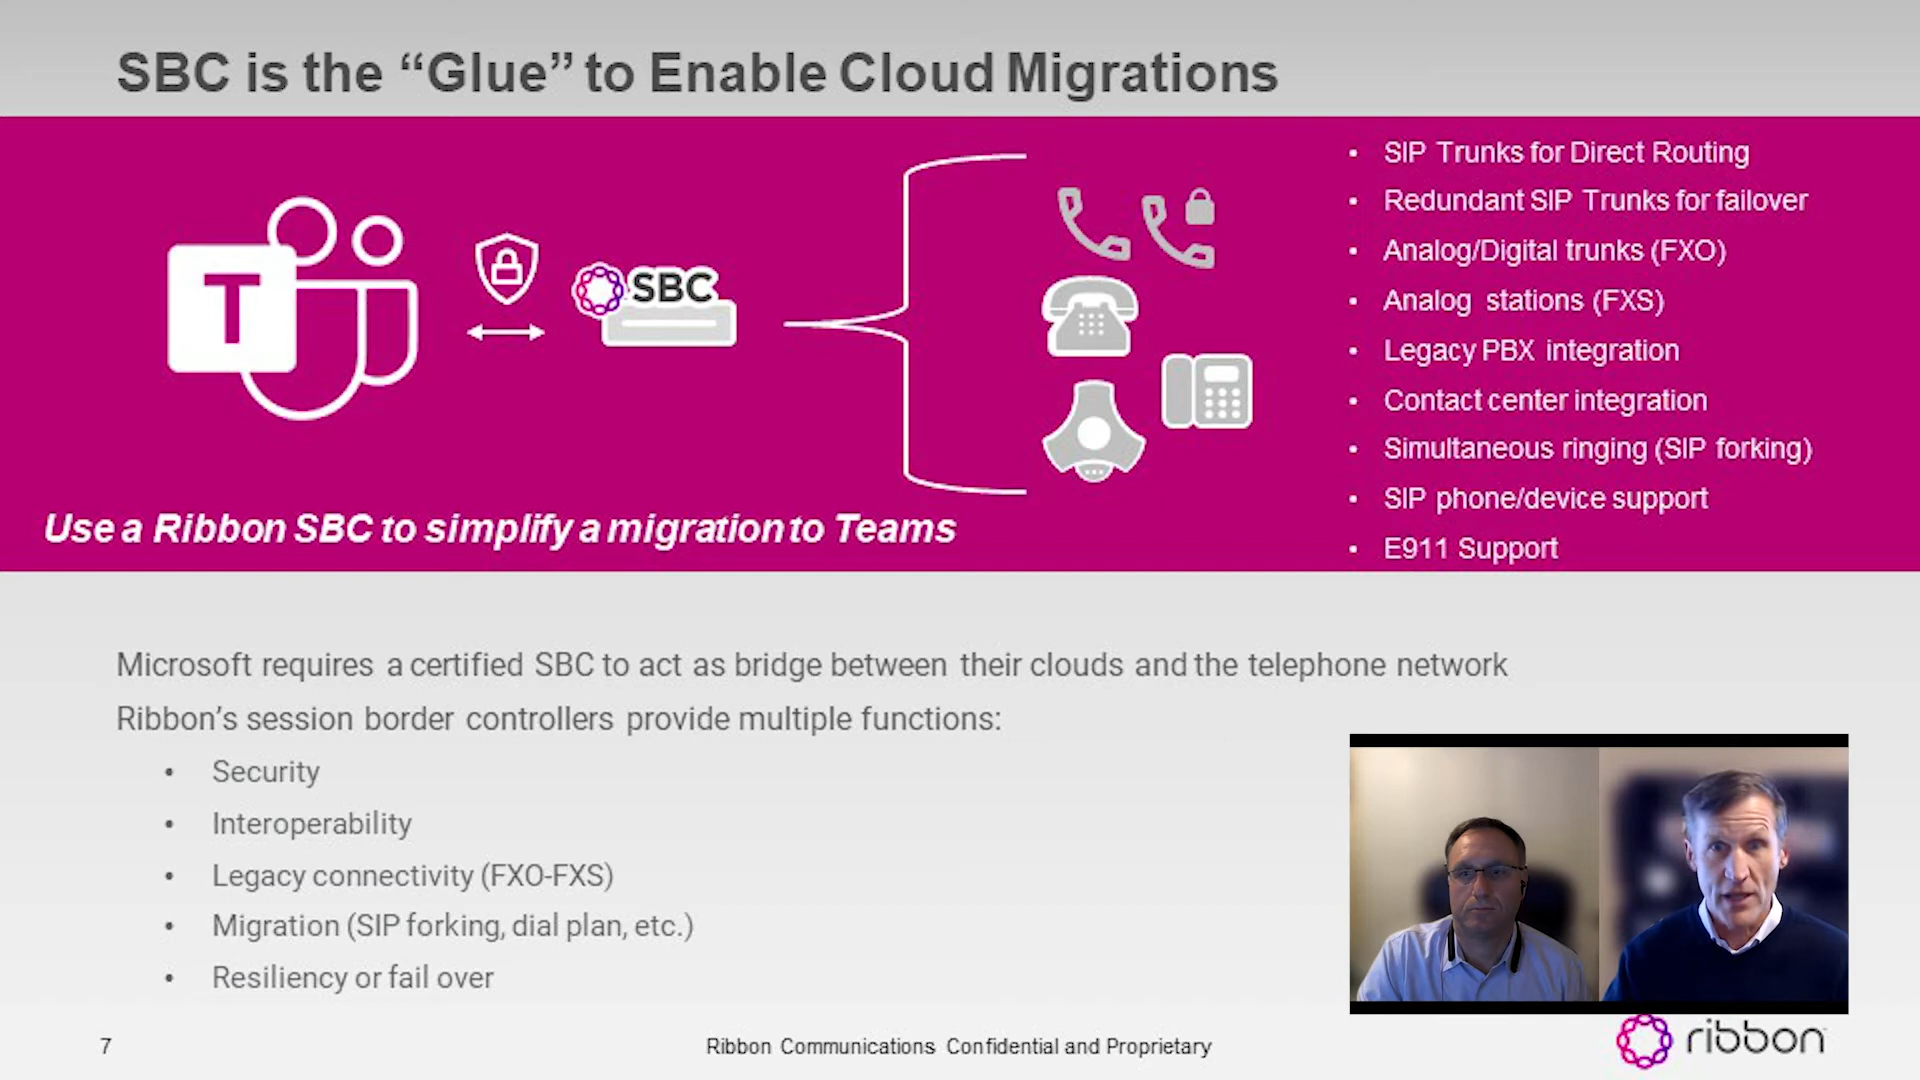 SBC is the “Glue” to Enable Cloud Migrations
T
SBC
Use a Ribbon SBC to simplify a migration to Teams
• SIP Trunks for Direct Routing
• Redundant SIP Trunks for failover
• Analog/Digital trunks (FXO)
• Analog stations (FXS)
• Legacy PBX integration
• Contact center integration
• Simultaneous ringing (SIP forking)
• SIP phone/device support
• E911 Support
Microsoft requires a certified SBC to act as bridge between their clouds and the telephone network
Ribbon’s session border controllers provide multiple functions:
• Security
• Interoperability
• Legacy connectivity (FXO-FXS)
• Migration (SIP forking, dial plan, etc.)
• Resiliency or fail over
7
Ribbon Communications Confidential and Proprietary
ribbon